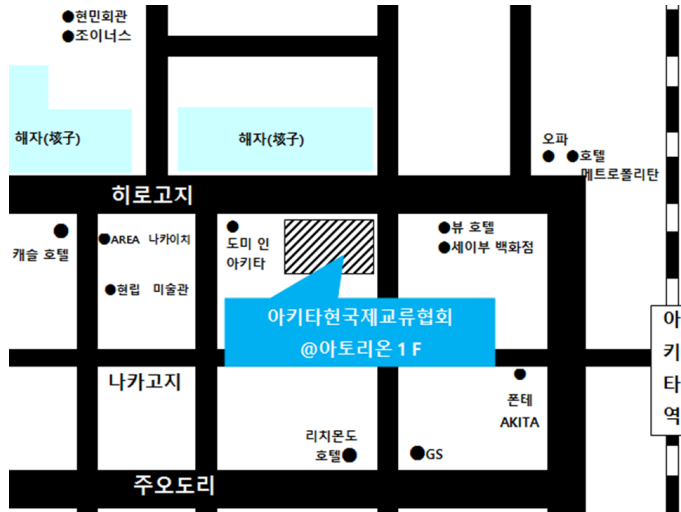 ●현민회관
●조이너스
해자(垓子)
해자(垓子)
오파
● ●호텔
메트로폴리탄
히로고지
캐슬 호텔
●AREA 나카이치
●현립 미술관
도미 인
아키타
●뷰 호텔
●세이부 백화점
아키타현국제교류협회
@아토리온 1 F
아
키
타
역
나카고지
폰테
AKITA
리치몬도
호텔●
●GS
주오도리